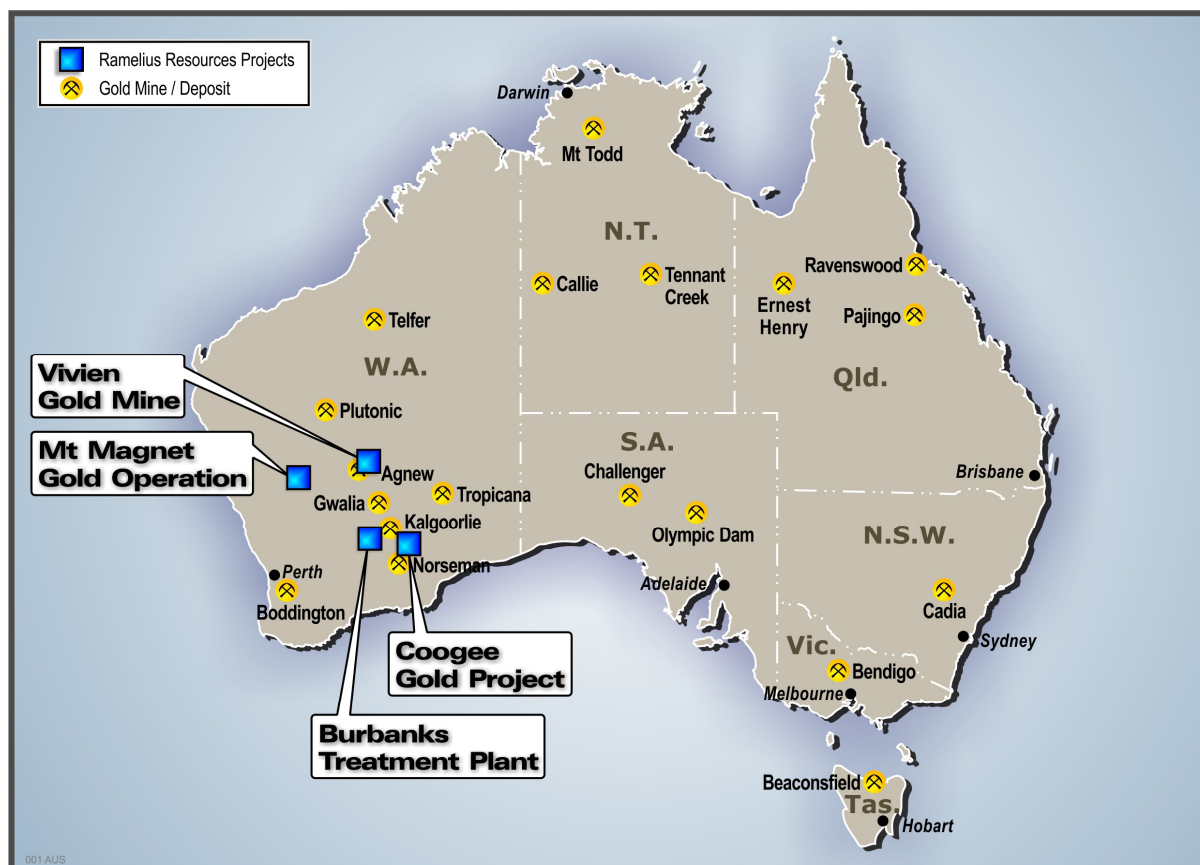 Ramelius Resources Projects
Gold Mine / Deposit
Darwin
Mt Todd
N.T.
Callie
Tennant
Creek
Ravenswood
Ernest
Henry
Pajingo
Telfer
W.A.
Qld.
Vivien
Gold Mine
Plutonic
Mt Magnet
Gold Operation
Agnew
Gwalia
Tropicana
Kalgoorlie
Norseman
S.A.
Challenger
Olympic Dam
Brisbane
N.S.W.
Perth
Boddington
Adelaide
Cadia
Sydney
Coogee
Gold Project
Vic.
Bendigo
Melbourne
Burbanks
Treatment Plant
Beaconsfield
Tas.
Hobart
001 AUS